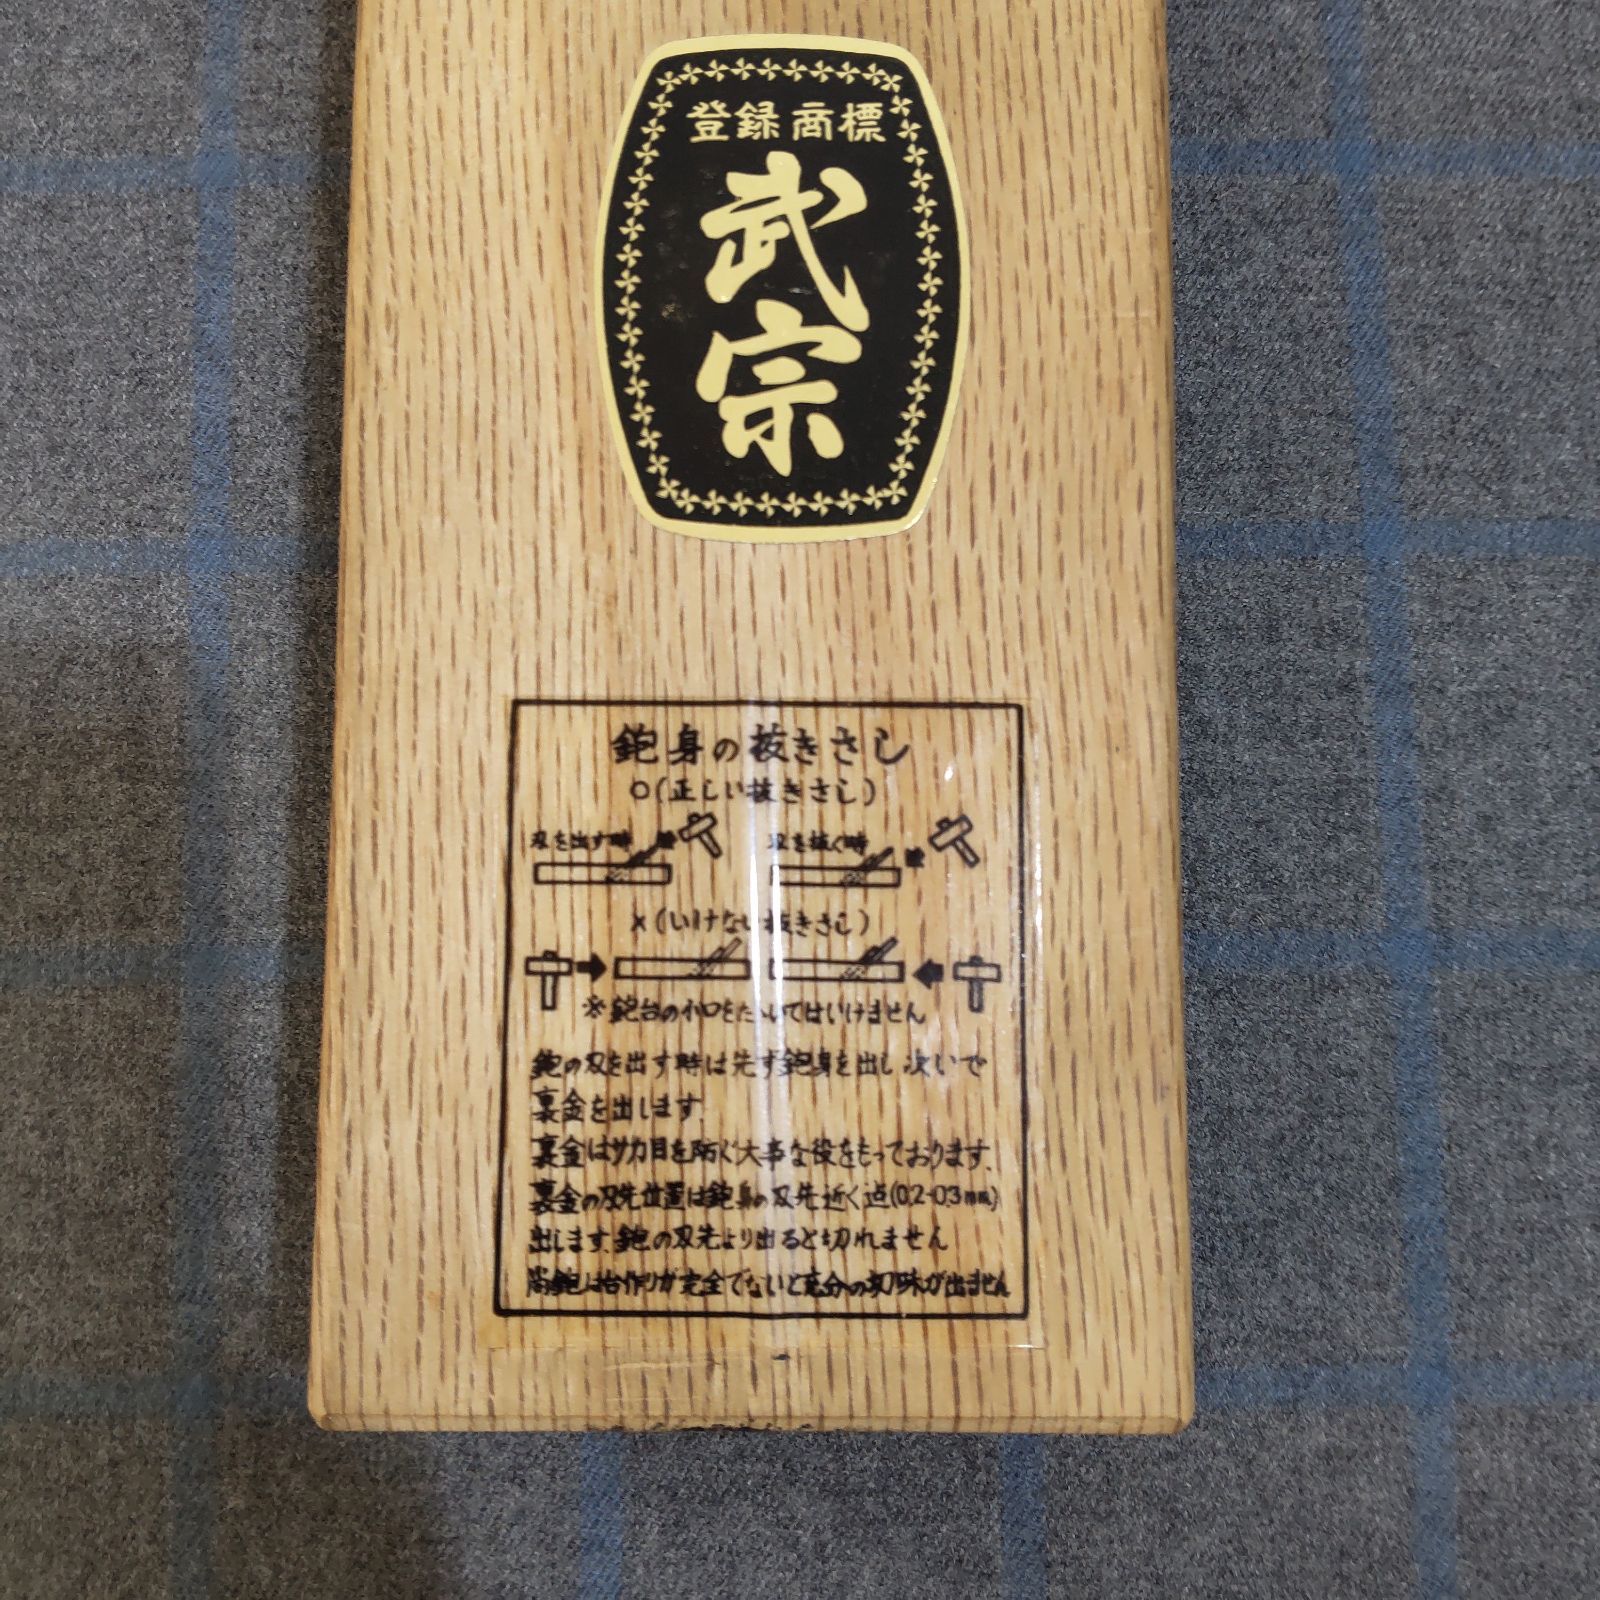 登録商標
武宗
鉋身の抜きさし
○(正しい抜きさし)
刃を出す時
刃を抜く時
×(いけない抜きさし)
※鉋台の小口をたゝいてはいけません
鉋の刃を出す時は先ず鉋身を出し次いで
裏金を出します.
裏金はサカ目を防ぐ大事な役をもっております.
裏金の刃先位置は鉋身の刃先近く迄(0.2-0.3mm)
出します.鉋の刃先より出ると切れません
尚鉋は台作りが完全でないと充分の切味が出ません